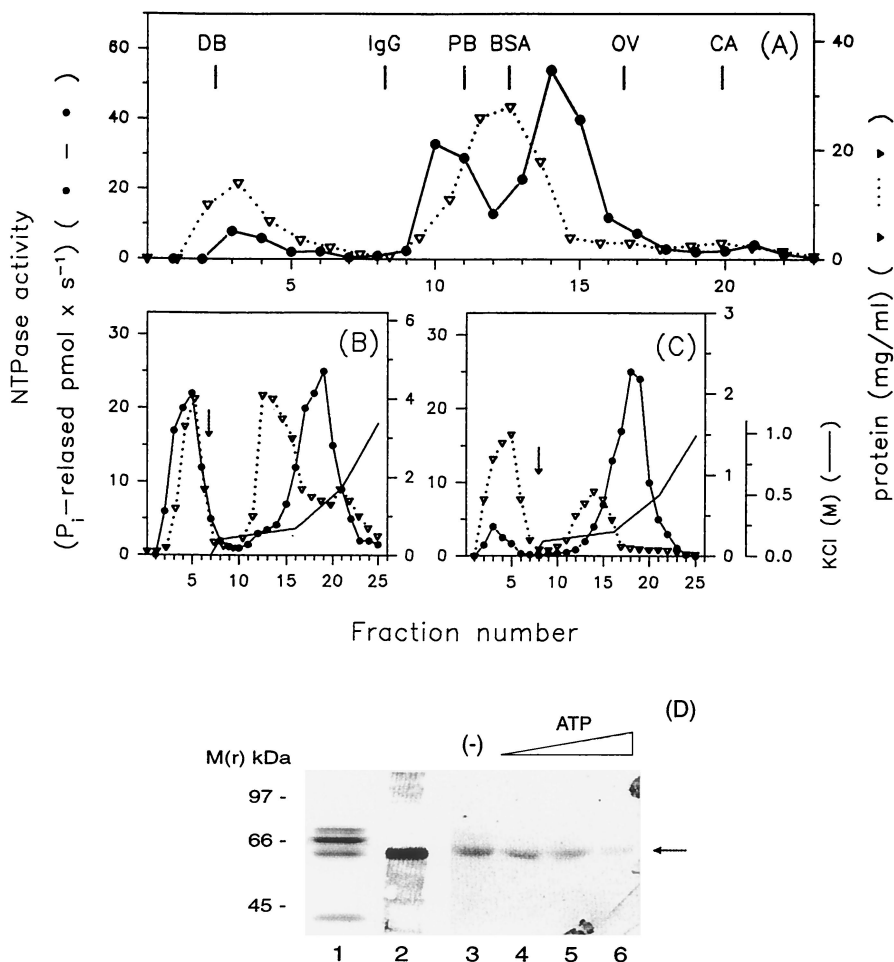 DB IgG PB BSA OV CA (A)
60
40
20
0
40
20
0
5 10 15 20
NTPase activity
(Pi-relased pmol x s⁻¹) ( ● — ● )
protein (mg/ml) ( ▼ ····· ▼ )
(B)
30
20
10
0
6
4
2
0
5 10 15 20 25
(C)
30
20
10
0
3
2
1
0
5 10 15 20 25
1.0
0.5
0.0
KCl (M) (——)
Fraction number
(D)
ATP
(-)
M(r) kDa
97 -
66 -
45 -
1 2 3 4 5 6